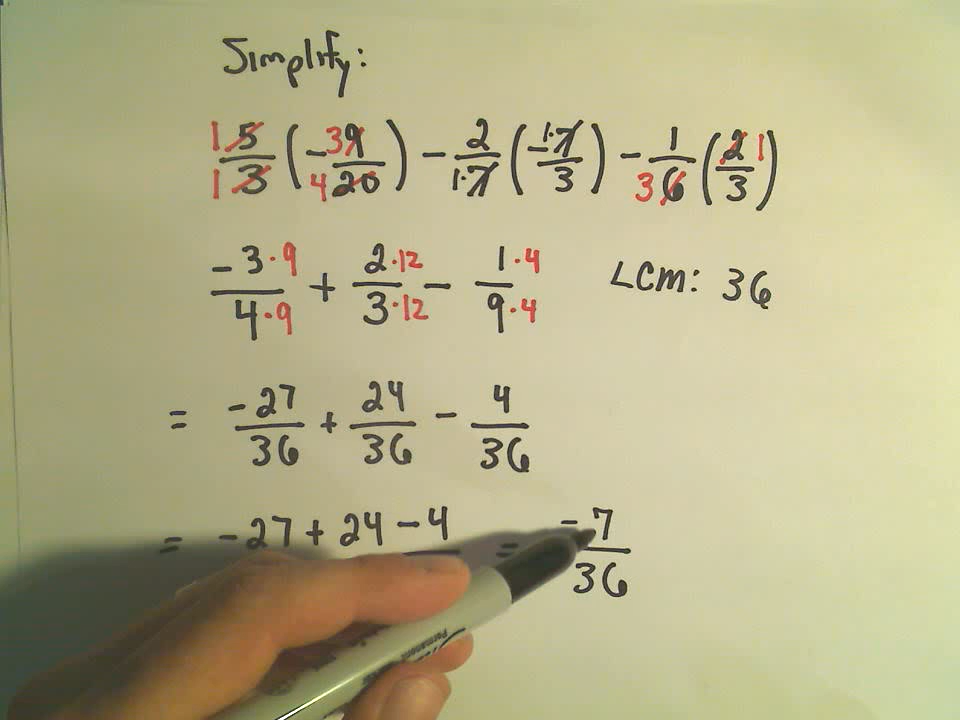 Simplify:
1 5/1 3 (-3 9/4 20) - 2/1·7 (-1·7/3) - 1/3 6 (2 1/3)
-3·9/4·9 + 2·12/3·12 - 1·4/9·4 LCM: 36
= -27/36 + 24/36 - 4/36
= -27 + 24 - 4 = -7/36
Permanent